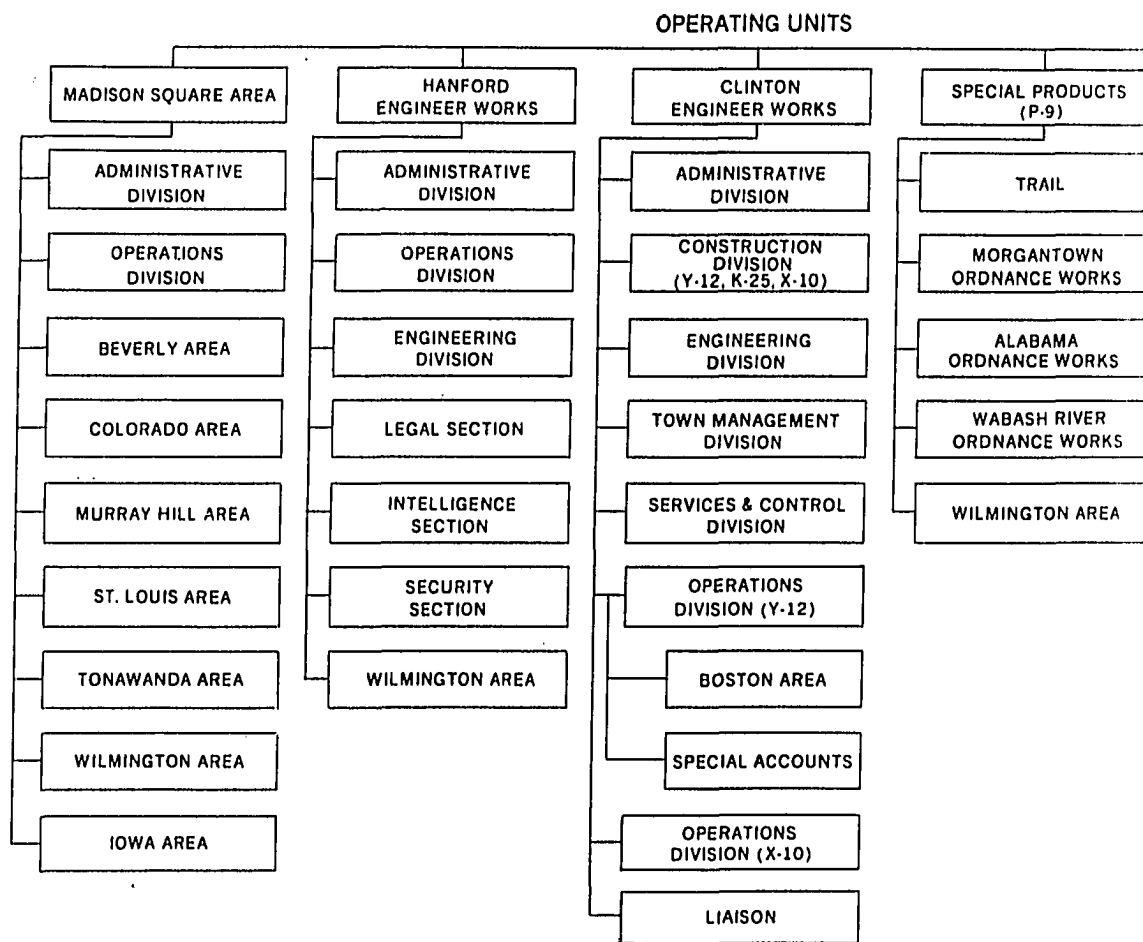 OPERATING UNITS
MADISON SQUARE AREA
ADMINISTRATIVE
DIVISION
OPERATIONS
DIVISION
BEVERLY AREA
COLORADO AREA
MURRAY HILL AREA
ST. LOUIS AREA
TONAWANDA AREA
WILMINGTON AREA
IOWA AREA
HANFORD
ENGINEER WORKS
ADMINISTRATIVE
DIVISION
OPERATIONS
DIVISION
ENGINEERING
DIVISION
LEGAL SECTION
INTELLIGENCE
SECTION
SECURITY
SECTION
WILMINGTON AREA
CLINTON
ENGINEER WORKS
ADMINISTRATIVE
DIVISION
CONSTRUCTION
DIVISION
(Y-12, K-25, X-10)
ENGINEERING
DIVISION
TOWN MANAGEMENT
DIVISION
SERVICES & CONTROL
DIVISION
OPERATIONS
DIVISION (Y-12)
BOSTON AREA
SPECIAL ACCOUNTS
OPERATIONS
DIVISION (X-10)
LIAISON
SPECIAL PRODUCTS
(P-9)
TRAIL
MORGANTOWN
ORDNANCE WORKS
ALABAMA
ORDNANCE WORKS
WABASH RIVER
ORDNANCE WORKS
WILMINGTON AREA